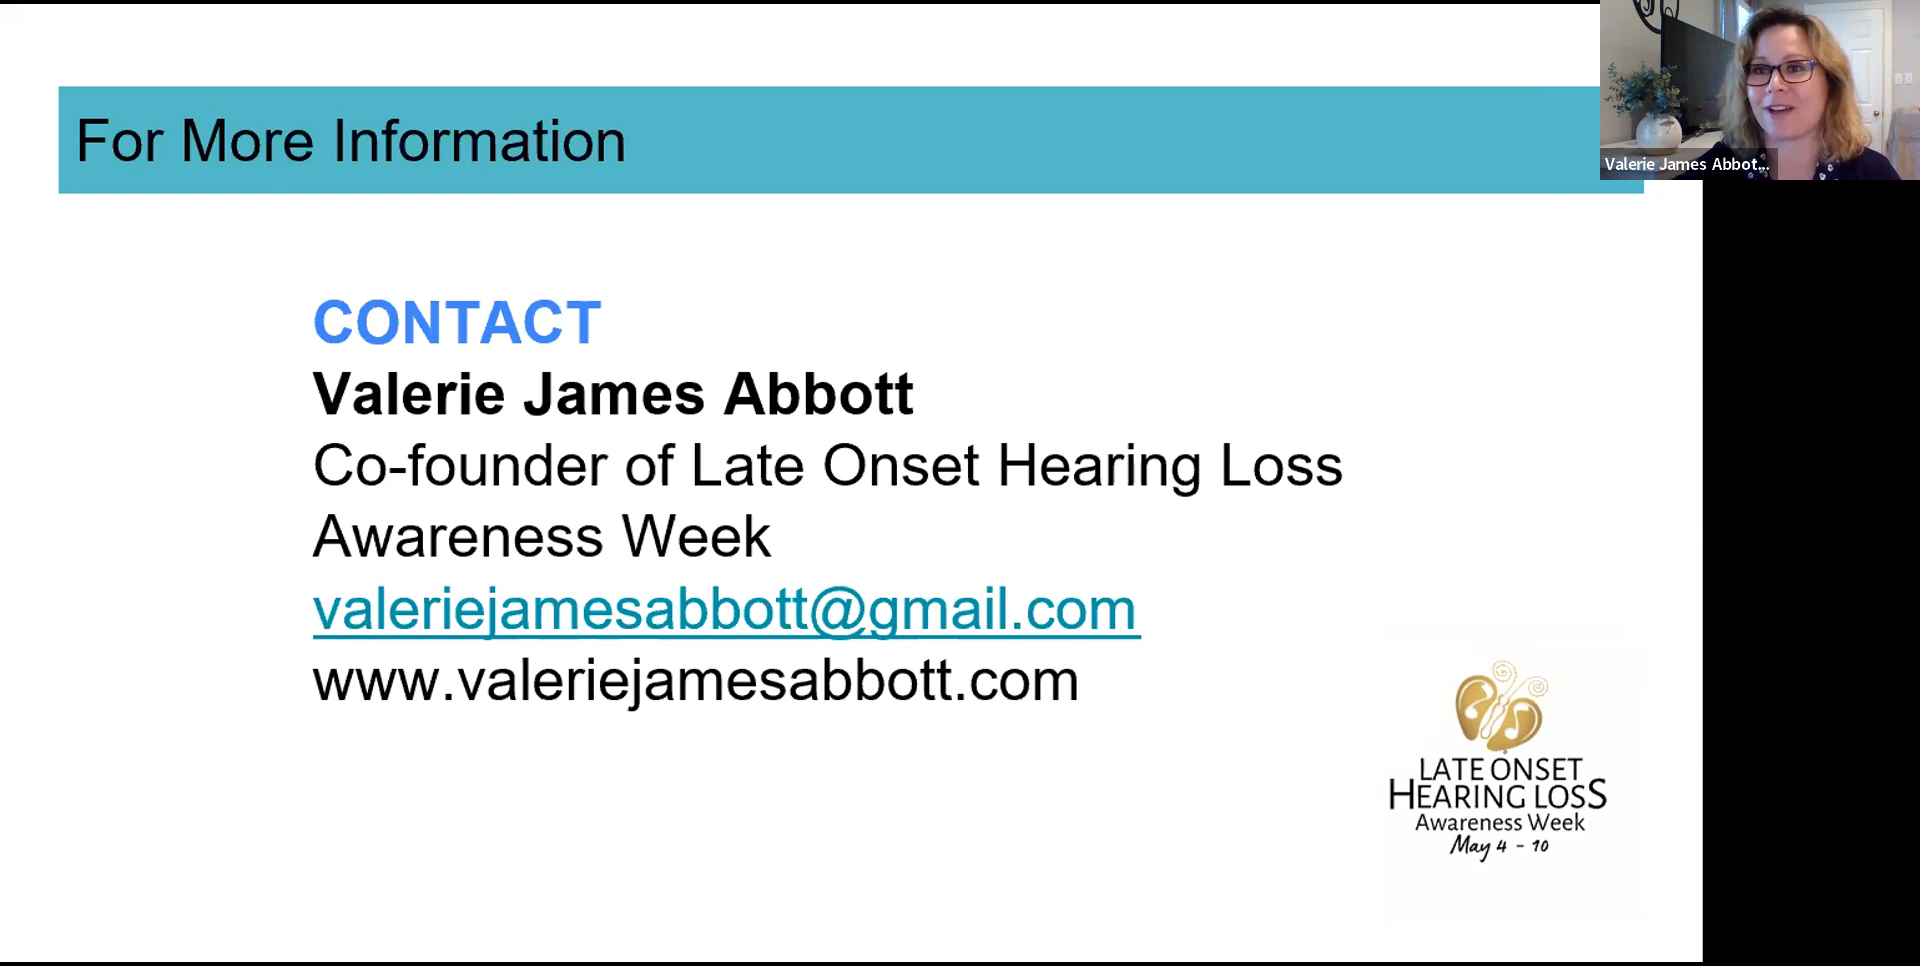 For More Information
Valerie James Abbot...
CONTACT
Valerie James Abbott
Co-founder of Late Onset Hearing Loss
Awareness Week
valeriejamesabbott@gmail.com
www.valeriejamesabbott.com
LATE ONSET
HEARING LOSS
Awareness Week
May 4 - 10